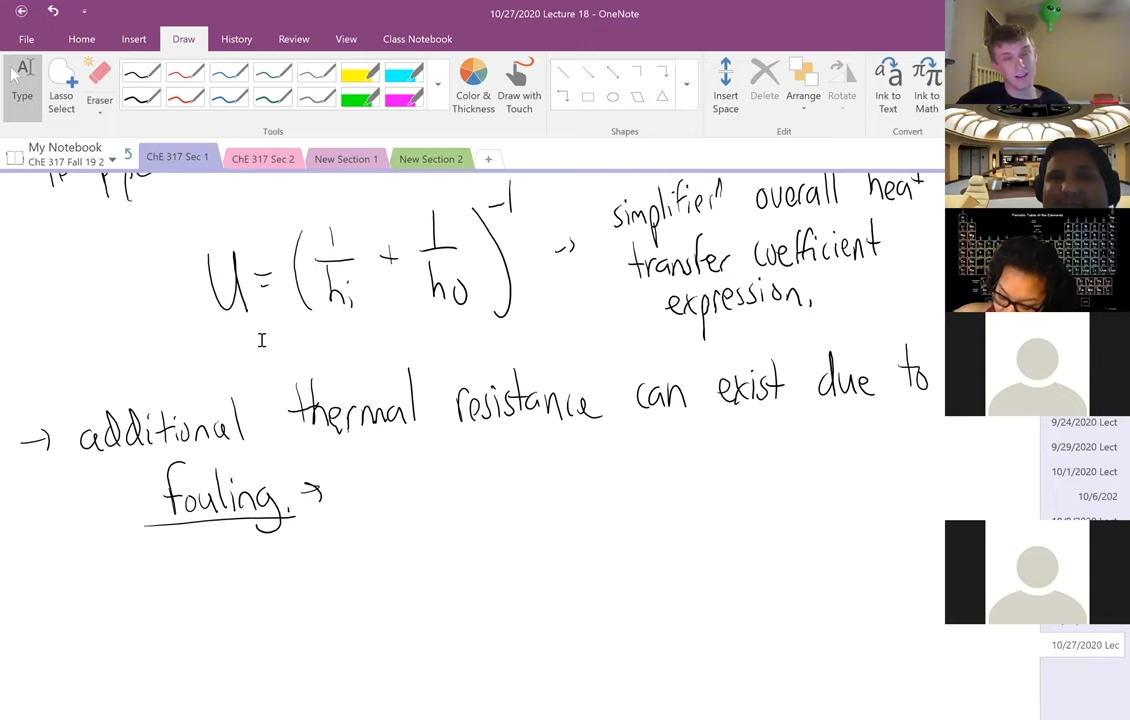 10/27/2020 Lecture 18 - OneNote
File Home Insert Draw History Review View Class Notebook
Type
Lasso Select
Eraser
Color & Thickness
Draw with Touch
Insert Space
Delete
Arrange
Rotate
Ink to Text
Ink to Math
Tools
Shapes
Edit
Convert
My Notebook
ChE 317 Fall 19 2
ChE 317 Sec 1
ChE 317 Sec 2
New Section 1
New Section 2
+
U = (1/hi + 1/ho)^-1 → simplified overall heat
transfer coefficient
expression.
→ additional thermal resistance can exist due to
fouling. →
Periodic Table of the Elements
9/24/2020 Lect
9/29/2020 Lect
10/1/2020 Lect
10/6/202
10/27/2020 Lec